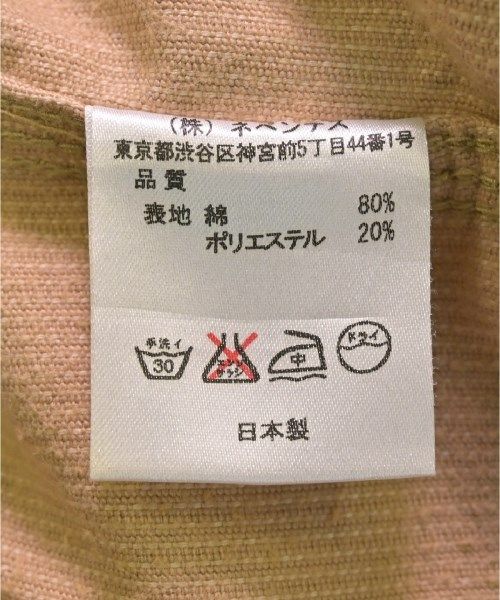 (株) ネペンテス
東京都渋谷区神宮前5丁目44番1号
品質
表地 綿 80%
ポリエステル 20%
手洗イ 30
エンソサラシ
中
ドライ
日本製